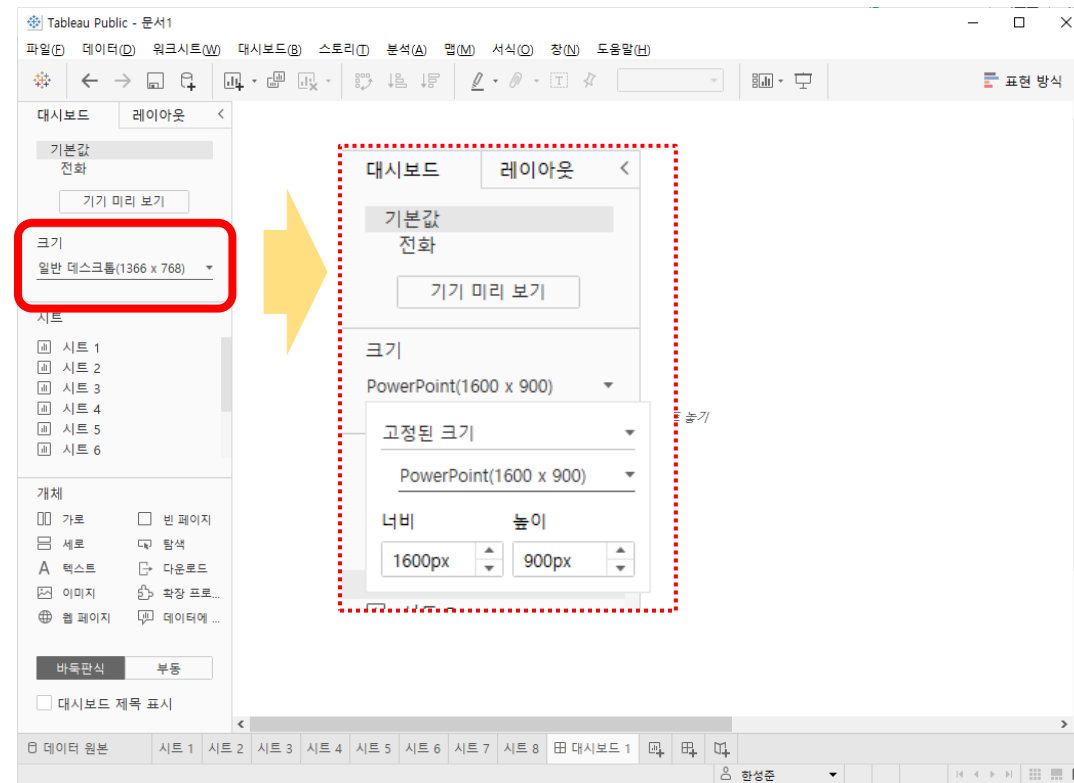 Tableau Public - 문서1
파일(F) 데이터(D) 워크시트(W) 대시보드(B) 스토리(T) 분석(A) 맵(M) 서식(O) 창(N) 도움말(H)
표현 방식
대시보드 레이아웃
기본값
전화
기기 미리 보기
크기
일반 데스크톱(1366 x 768)
시트
시트 1
시트 2
시트 3
시트 4
시트 5
시트 6
개체
가로 빈 페이지
세로 탐색
A 텍스트 다운로드
이미지 확장 프로...
웹 페이지 데이터에 ...
바둑판식 부동
대시보드 제목 표시
대시보드 레이아웃
기본값
전화
기기 미리 보기
크기
PowerPoint(1600 x 900)
고정된 크기
PowerPoint(1600 x 900)
너비 높이
1600px 900px
놓기
데이터 원본 시트 1 시트 2 시트 3 시트 4 시트 5 시트 6 시트 7 시트 8 대시보드 1
한성준